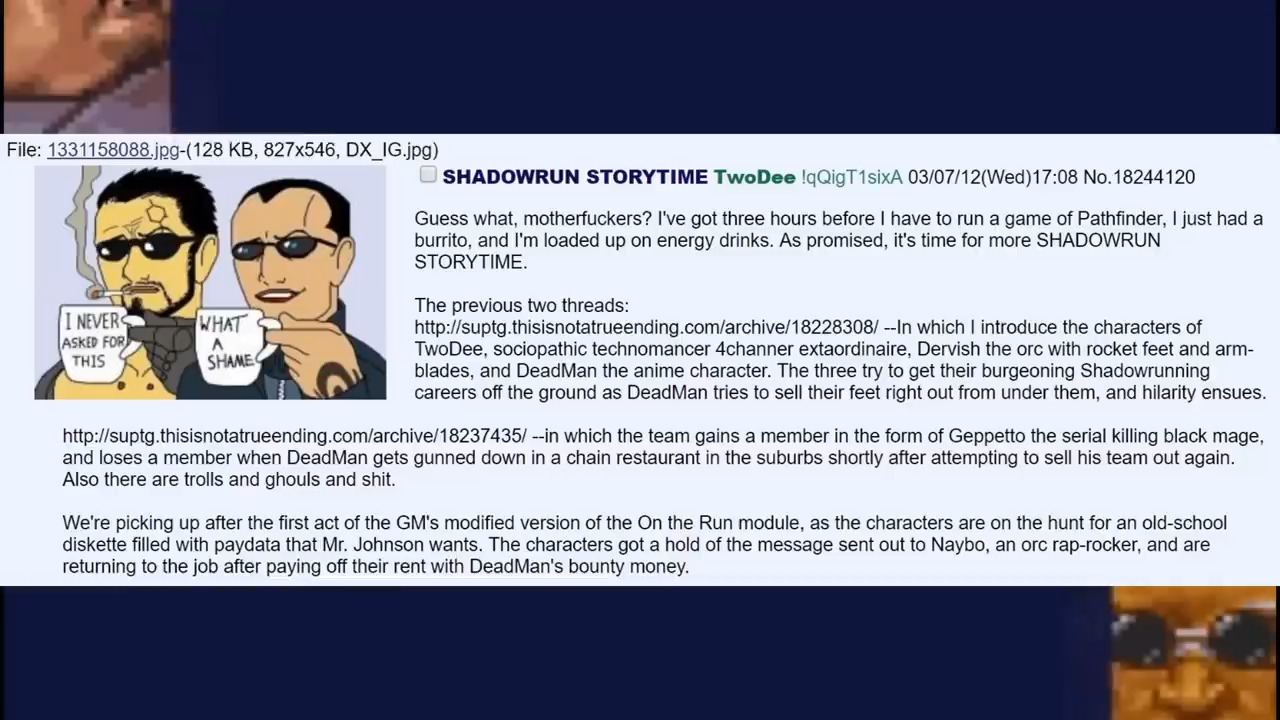 File: 1331158088.jpg-(128 KB, 827x546, DX_IG.jpg)
I NEVER
ASKED FOR
THIS
WHAT
A
SHAME
SHADOWRUN STORYTIME TwoDee !qQigT1sixA 03/07/12(Wed)17:08 No.18244120
Guess what, motherfuckers? I've got three hours before I have to run a game of Pathfinder, I just had a
burrito, and I'm loaded up on energy drinks. As promised, it's time for more SHADOWRUN
STORYTIME.
The previous two threads:
http://suptg.thisisnotatrueending.com/archive/18228308/ --In which I introduce the characters of
TwoDee, sociopathic technomancer 4channer extaordinaire, Dervish the orc with rocket feet and arm-
blades, and DeadMan the anime character. The three try to get their burgeoning Shadowrunning
careers off the ground as DeadMan tries to sell their feet right out from under them, and hilarity ensues.
http://suptg.thisisnotatrueending.com/archive/18237435/ --in which the team gains a member in the form of Geppetto the serial killing black mage,
and loses a member when DeadMan gets gunned down in a chain restaurant in the suburbs shortly after attempting to sell his team out again.
Also there are trolls and ghouls and shit.
We're picking up after the first act of the GM's modified version of the On the Run module, as the characters are on the hunt for an old-school
diskette filled with paydata that Mr. Johnson wants. The characters got a hold of the message sent out to Naybo, an orc rap-rocker, and are
returning to the job after paying off their rent with DeadMan's bounty money.